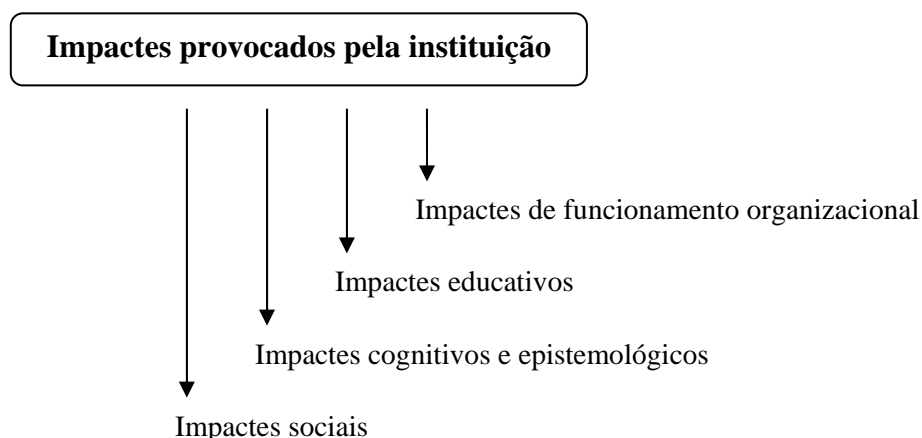 Impactes provocados pela instituição
Impactes de funcionamento organizacional
Impactes educativos
Impactes cognitivos e epistemológicos
Impactes sociais